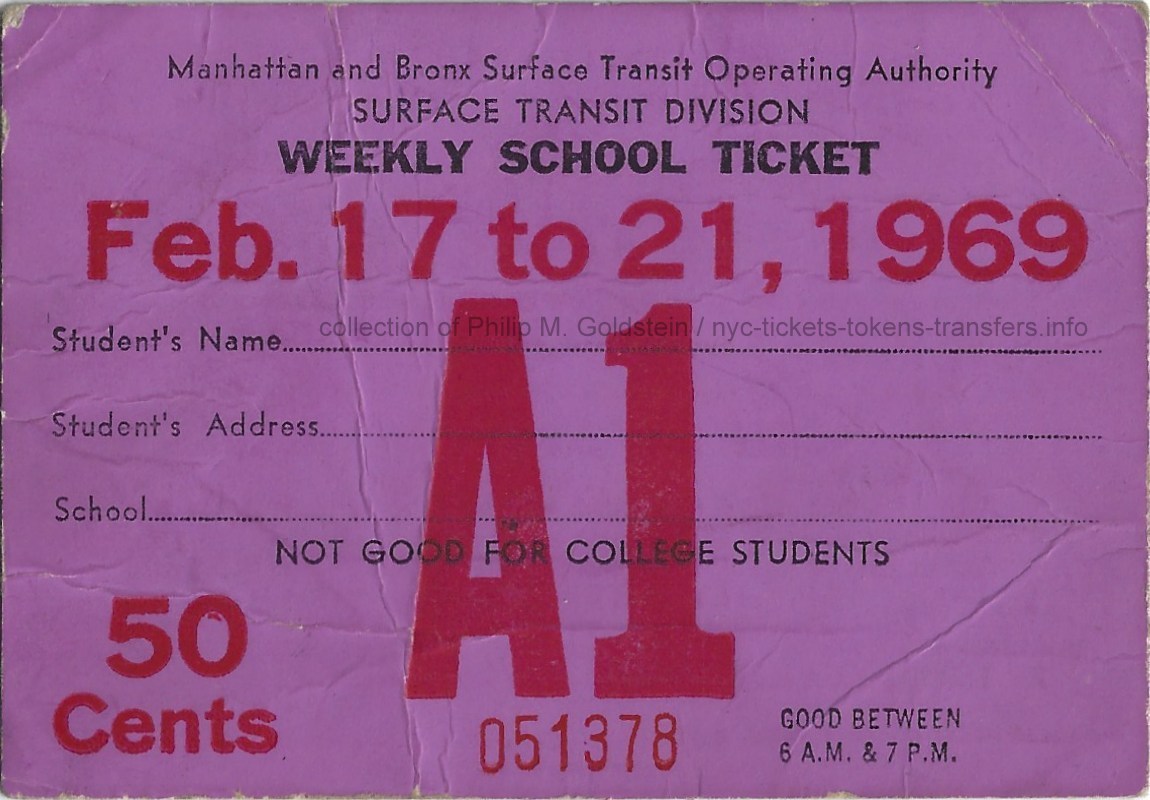 Manhattan and Bronx Surface Transit Operating Authority
SURFACE TRANSIT DIVISION
WEEKLY SCHOOL TICKET
Feb. 17 to 21, 1969
collection of Philip M. Goldstein / nyc-tickets-tokens-transfers.info
Student's Name
Student's Address
School
A1
NOT GOOD FOR COLLEGE STUDENTS
50
Cents
051378
GOOD BETWEEN
6 A.M. & 7 P.M.